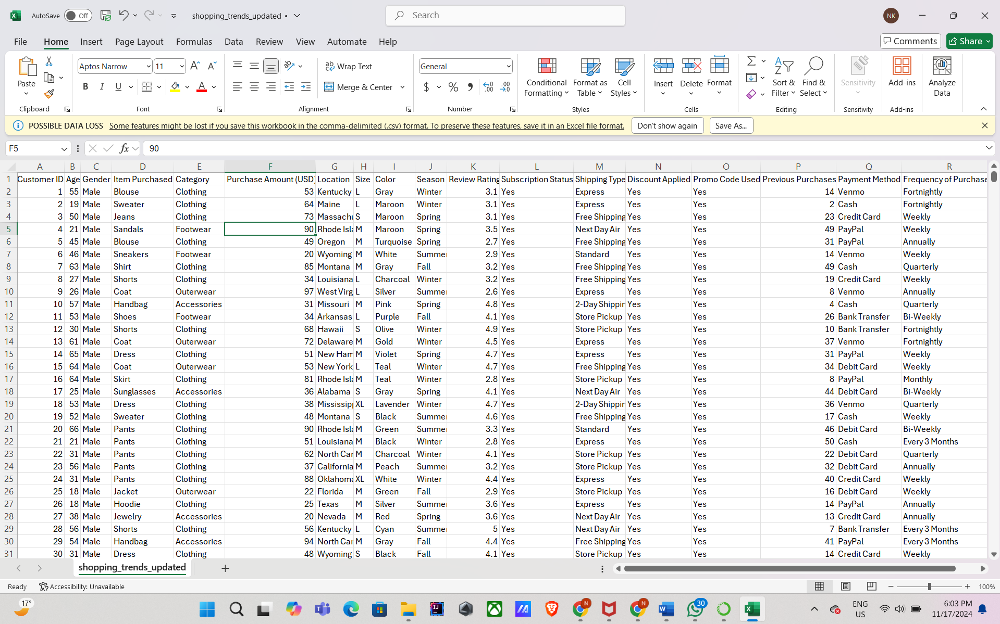 AutoSave Off shopping_trends_updated • Search NK
File Home Insert Page Layout Formulas Data Review View Automate Help Comments Share
Paste Aptos Narrow 11 Wrap Text General Conditional Formatting Format as Table Cell Styles Insert Delete Format Sort & Filter Find & Select Sensitivity Add-ins Analyze Data
B I U A Merge & Center $ %
Clipboard Font Alignment Number Styles Cells Editing Sensitivity Add-ins
POSSIBLE DATA LOSS Some features might be lost if you save this workbook in the comma-delimited (.csv) format. To preserve these features, save it in an Excel file format. Don't show again Save As...
F5 fx 90
A B C D E F G H I J K L M N O P Q R
1 Customer ID Age Gender Item Purchased Category Purchase Amount (USD) Location Size Color Season Review Rating Subscription Status Shipping Type Discount Applied Promo Code Used Previous Purchases Payment Method Frequency of Purchase
2 1 55 Male Blouse Clothing 53 Kentucky L Gray Winter 3.1 Yes Express Yes Yes 14 Venmo Fortnightly
3 2 19 Male Sweater Clothing 64 Maine L Maroon Winter 3.1 Yes Express Yes Yes 2 Cash Fortnightly
4 3 50 Male Jeans Clothing 73 Massachu S Maroon Spring 3.1 Yes Free Shipping Yes Yes 23 Credit Card Weekly
5 4 21 Male Sandals Footwear 90 Rhode Isla M Maroon Spring 3.5 Yes Next Day Air Yes Yes 49 PayPal Weekly
6 5 45 Male Blouse Clothing 49 Oregon M Turquoise Spring 2.7 Yes Free Shipping Yes Yes 31 PayPal Annually
7 6 46 Male Sneakers Footwear 20 Wyoming M White Summer 2.9 Yes Standard Yes Yes 14 Venmo Weekly
8 7 63 Male Shirt Clothing 85 Montana M Gray Fall 3.2 Yes Free Shipping Yes Yes 49 Cash Quarterly
9 8 27 Male Shorts Clothing 34 Louisiana L Charcoal Winter 3.2 Yes Free Shipping Yes Yes 19 Credit Card Weekly
10 9 26 Male Coat Outerwear 97 West Virg L Silver Summer 2.6 Yes Express Yes Yes 8 Venmo Annually
11 10 57 Male Handbag Accessories 31 Missouri M Pink Spring 4.8 Yes 2-Day Shippin Yes Yes 4 Cash Quarterly
12 11 53 Male Shoes Footwear 34 Arkansas L Purple Fall 4.1 Yes Store Pickup Yes Yes 26 Bank Transfer Bi-Weekly
13 12 30 Male Shorts Clothing 68 Hawaii S Olive Winter 4.9 Yes Store Pickup Yes Yes 10 Bank Transfer Fortnightly
14 13 61 Male Coat Outerwear 72 Delaware M Gold Winter 4.5 Yes Express Yes Yes 37 Venmo Fortnightly
15 14 65 Male Dress Clothing 51 New Ham M Violet Spring 4.7 Yes Express Yes Yes 31 PayPal Weekly
16 15 64 Male Coat Outerwear 53 New York L Teal Winter 4.7 Yes Free Shipping Yes Yes 34 Debit Card Weekly
17 16 64 Male Skirt Clothing 81 Rhode Isla M Teal Winter 2.8 Yes Store Pickup Yes Yes 8 PayPal Monthly
18 17 25 Male Sunglasses Accessories 36 Alabama S Gray Spring 4.1 Yes Next Day Air Yes Yes 44 Debit Card Bi-Weekly
19 18 53 Male Dress Clothing 38 Mississipp XL Lavender Winter 4.7 Yes 2-Day Shippin Yes Yes 36 Venmo Quarterly
20 19 52 Male Sweater Clothing 48 Montana S Black Summer 4.6 Yes Free Shipping Yes Yes 17 Cash Weekly
21 20 66 Male Pants Clothing 90 Rhode Isla M Green Summer 3.3 Yes Standard Yes Yes 46 Debit Card Bi-Weekly
22 21 21 Male Pants Clothing 51 Louisiana M Black Winter 2.8 Yes Express Yes Yes 50 Cash Every 3 Months
23 22 31 Male Pants Clothing 62 North Car M Charcoal Winter 4.1 Yes Store Pickup Yes Yes 22 Debit Card Quarterly
24 23 56 Male Pants Clothing 37 California M Peach Summer 3.2 Yes Store Pickup Yes Yes 32 Debit Card Annually
25 24 31 Male Pants Clothing 88 Oklahoma XL White Winter 4.4 Yes Express Yes Yes 40 Credit Card Weekly
26 25 18 Male Jacket Outerwear 22 Florida M Green Fall 2.9 Yes Store Pickup Yes Yes 16 Debit Card Weekly
27 26 18 Male Hoodie Clothing 25 Texas M Silver Summer 3.6 Yes Express Yes Yes 14 PayPal Annually
28 27 38 Male Jewelry Accessories 20 Nevada M Red Spring 3.6 Yes Next Day Air Yes Yes 13 Credit Card Annually
29 28 56 Male Shorts Clothing 56 Kentucky L Cyan Summer 5 Yes Next Day Air Yes Yes 7 Bank Transfer Every 3 Months
30 29 54 Male Handbag Accessories 94 North Car M Gray Fall 4.4 Yes Free Shipping Yes Yes 41 PayPal Every 3 Months
31 30 31 Male Dress Clothing 48 Wyoming S Black Fall 4.1 Yes Store Pickup Yes Yes 14 Credit Card Weekly
shopping_trends_updated
Ready Accessibility: Unavailable 100%
17° 30 ENG US 6:03 PM 11/17/2024